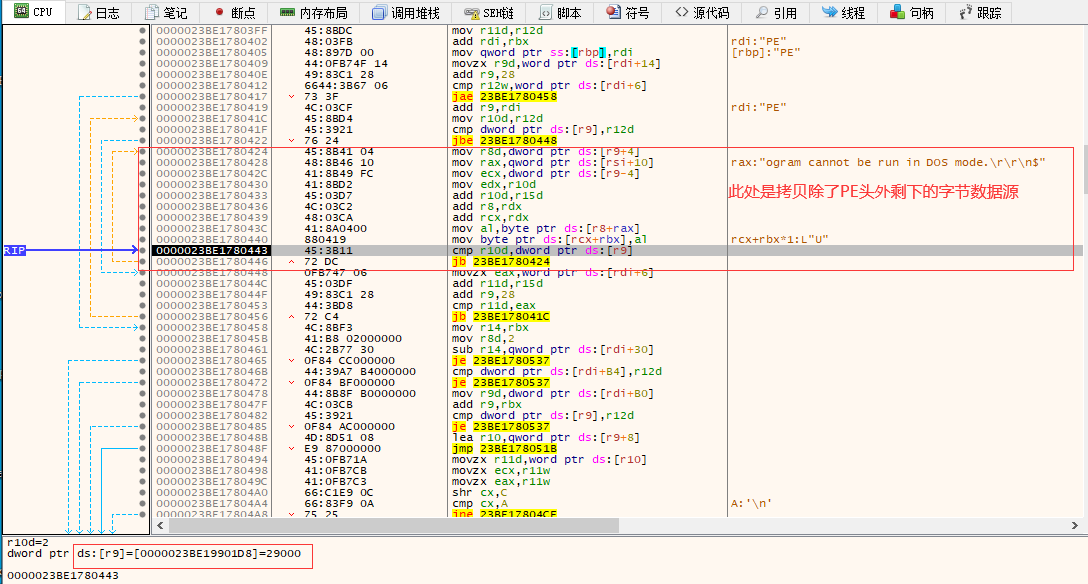 CPU 日志 笔记 断点 内存布局 调用堆栈 SEH链 脚本 符号 源代码 引用 线程 句柄 跟踪
0000023BE17803FF 45:8BDC mov r11d,r12d
0000023BE1780402 48:03FB add rdi,rbx rdi:"PE"
0000023BE1780405 48:897D 00 mov qword ptr ss:[rbp],rdi [rbp]:"PE"
0000023BE1780409 44:0FB74F 14 movzx r9d,word ptr ds:[rdi+14]
0000023BE178040E 49:83C1 28 add r9,28
0000023BE1780412 6644:3B67 06 cmp r12w,word ptr ds:[rdi+6]
0000023BE1780417 73 3F jae 23BE1780458
0000023BE1780419 4C:03CF add r9,rdi rdi:"PE"
0000023BE178041C 45:8BD4 mov r10d,r12d
0000023BE178041F 45:3921 cmp dword ptr ds:[r9],r12d
0000023BE1780422 76 24 jbe 23BE1780448
0000023BE1780424 45:8B41 04 mov r8d,dword ptr ds:[r9+4]
0000023BE1780428 48:8B46 10 mov rax,qword ptr ds:[rsi+10] rax:"ogram cannot be run in DOS mode.\r\r\n$"
0000023BE178042C 41:8B49 FC mov ecx,dword ptr ds:[r9-4]
0000023BE1780430 41:8BD2 mov edx,r10d
0000023BE1780433 45:03D7 add r10d,r15d
0000023BE1780436 4C:03C2 add r8,rdx
0000023BE1780439 48:03CA add rcx,rdx
0000023BE178043C 41:8A0400 mov al,byte ptr ds:[r8+rax]
0000023BE1780440 880419 mov byte ptr ds:[rcx+rbx],al rcx+rbx*1:L"U"
RIP 0000023BE1780443 45:3B11 cmp r10d,dword ptr ds:[r9]
0000023BE1780446 72 DC jb 23BE1780424
0000023BE1780448 0FB747 06 movzx eax,word ptr ds:[rdi+6]
0000023BE178044C 45:03DF add r11d,r15d
0000023BE178044F 49:83C1 28 add r9,28
0000023BE1780453 44:3BD8 cmp r11d,eax
0000023BE1780456 72 C4 jb 23BE178041C
0000023BE1780458 4C:8BF3 mov r14,rbx
0000023BE178045B 41:B8 02000000 mov r8d,2
0000023BE1780461 4C:2B77 30 sub r14,qword ptr ds:[rdi+30]
0000023BE1780465 0F84 CC000000 je 23BE1780537
0000023BE178046B 44:39A7 B4000000 cmp dword ptr ds:[rdi+B4],r12d
0000023BE1780472 0F84 BF000000 je 23BE1780537
0000023BE1780478 44:8B8F B0000000 mov r9d,dword ptr ds:[rdi+B0]
0000023BE178047F 4C:03CB add r9,rbx
0000023BE1780482 45:3921 cmp dword ptr ds:[r9],r12d
0000023BE1780485 0F84 AC000000 je 23BE1780537
0000023BE178048B 4D:8D51 08 lea r10,qword ptr ds:[r9+8]
0000023BE178048F E9 87000000 jmp 23BE178051B
0000023BE1780494 45:0FB71A movzx r11d,word ptr ds:[r10]
0000023BE1780498 41:0FB7CB movzx ecx,r11w
0000023BE178049C 41:0FB7C3 movzx eax,r11w
0000023BE17804A0 66:C1E9 0C shr cx,C
0000023BE17804A4 66:83F9 0A cmp cx,A A:'\n'
0000023BE17804A8 75 25 jne 23BE17804CF
此处是拷贝除了PE头外剩下的字节数据源
r10d=2
dword ptr ds:[r9]=[0000023BE19901D8]=29000
0000023BE1780443